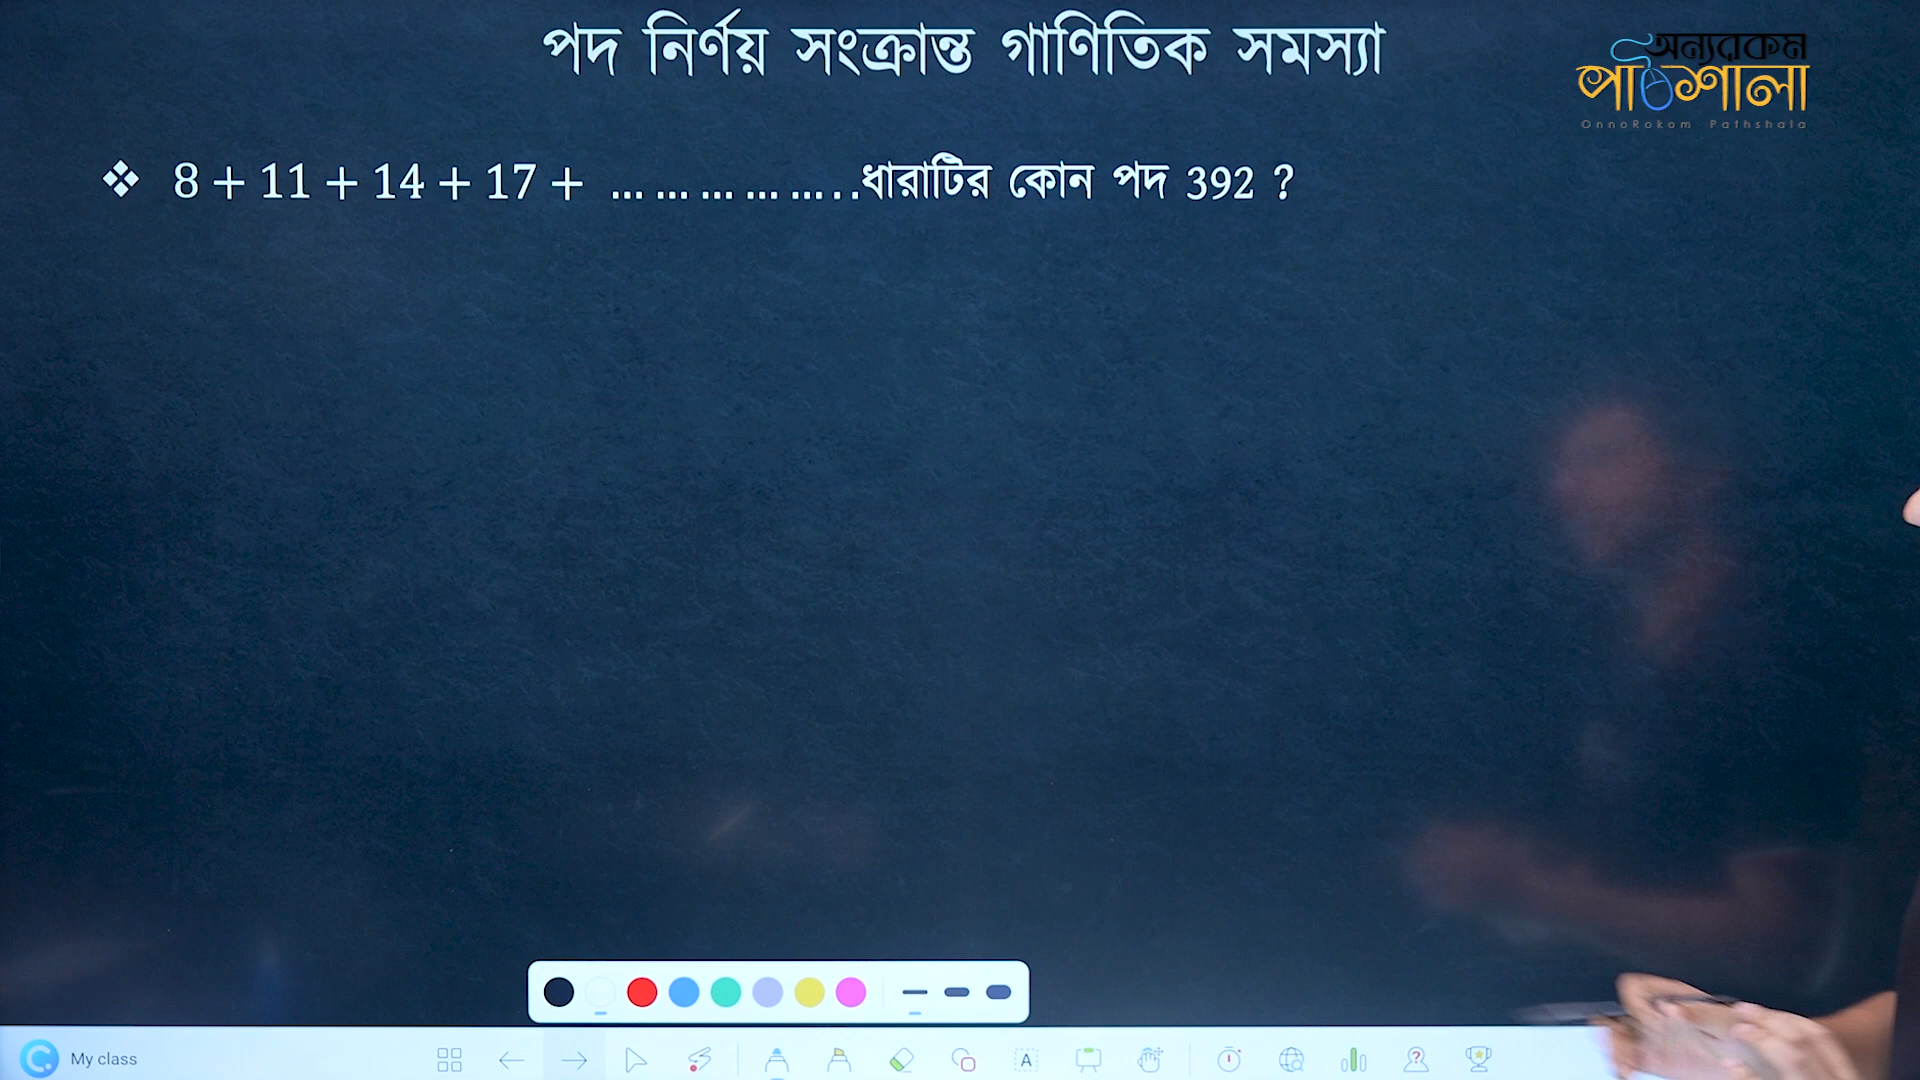 পদ নির্ণয় সংক্রান্ত গাণিতিক সমস্যা
অন্যরকম
পাঠশালা
OnnoRokom Pathshala
❖ 8 + 11 + 14 + 17 + ... ... ... ... ... . .ধারাটির কোন পদ 392 ?
My class